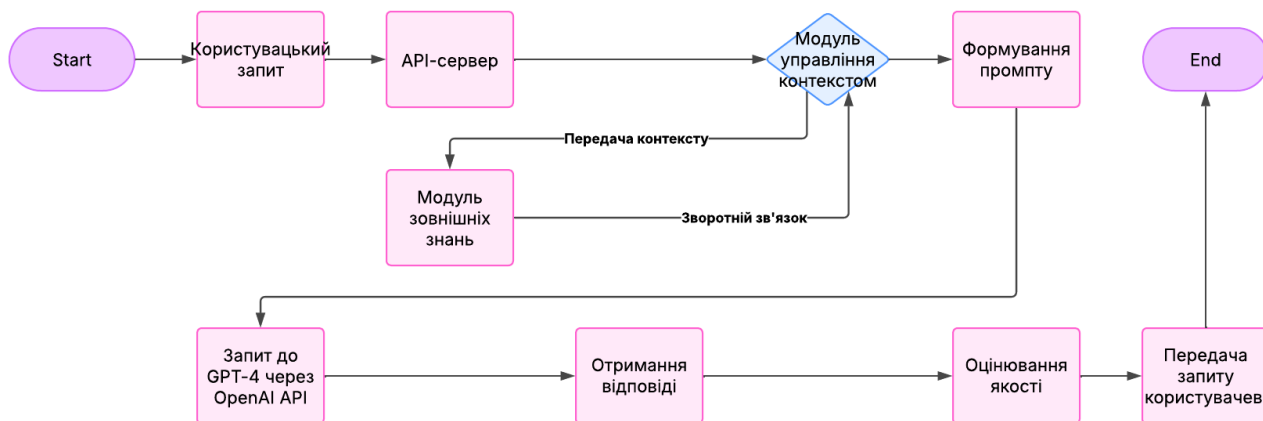 Start
Користувацький
запит
API-сервер
Модуль
управління
контекстом
Формування
промпту
End
Передача контексту
Модуль
зовнішніх
знань
Зворотній зв'язок
Запит до
GPT-4 через
OpenAI API
Отримання
відповіді
Оцінювання
якості
Передача
запиту
користувачев